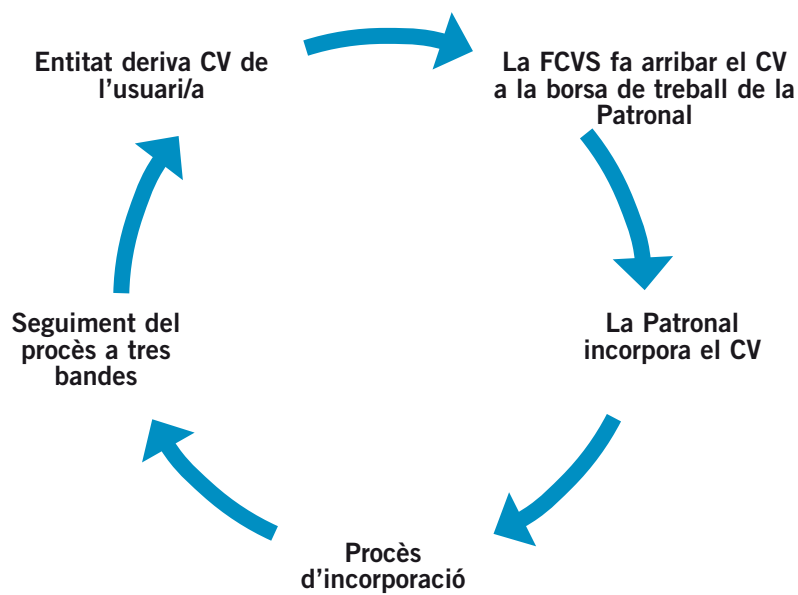 Entitat deriva CV de
l’usuari/a
La FCVS fa arribar el CV
a la borsa de treball de la
Patronal
La Patronal
incorpora el CV
Procès
d’incorporació
Seguiment del
procès a tres
bandes